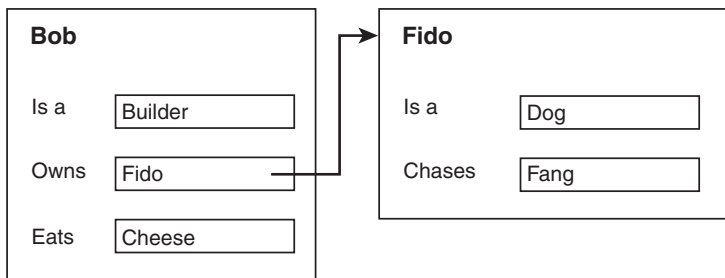 Bob
Is a Builder
Owns Fido
Eats Cheese
Fido
Is a Dog
Chases Fang